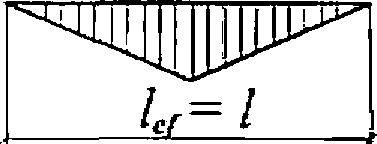 l_ef = l